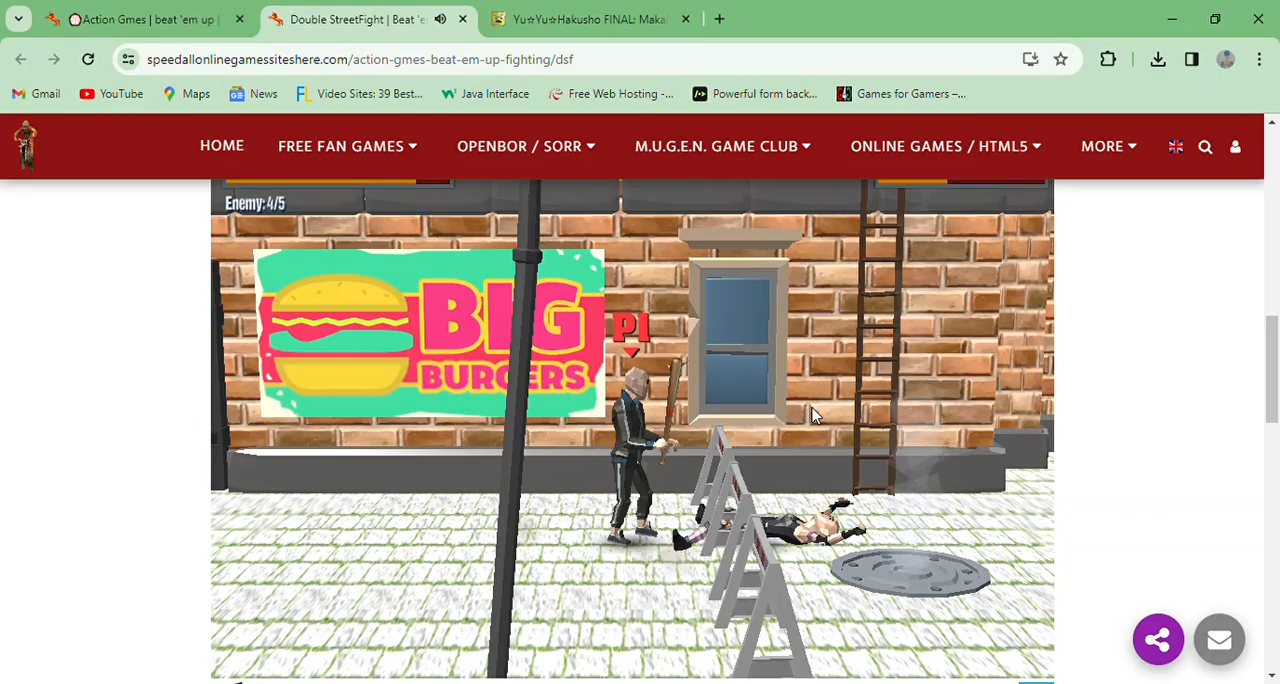 Action Gmes | beat 'em up |
Double StreetFight | Beat 'e
Yu☆Yu☆Hakusho FINAL: Maka
speedallonlinegamessiteshere.com/action-gmes-beat-em-up-fighting/dsf
Gmail
YouTube
Maps
News
Video Sites: 39 Best...
Java Interface
Free Web Hosting -...
Powerful form back...
Games for Gamers –...
HOME
FREE FAN GAMES
OPENBOR / SORR
M.U.G.E.N. GAME CLUB
ONLINE GAMES / HTML5
MORE
Enemy: 4/5
BIG
BURGERS
P1